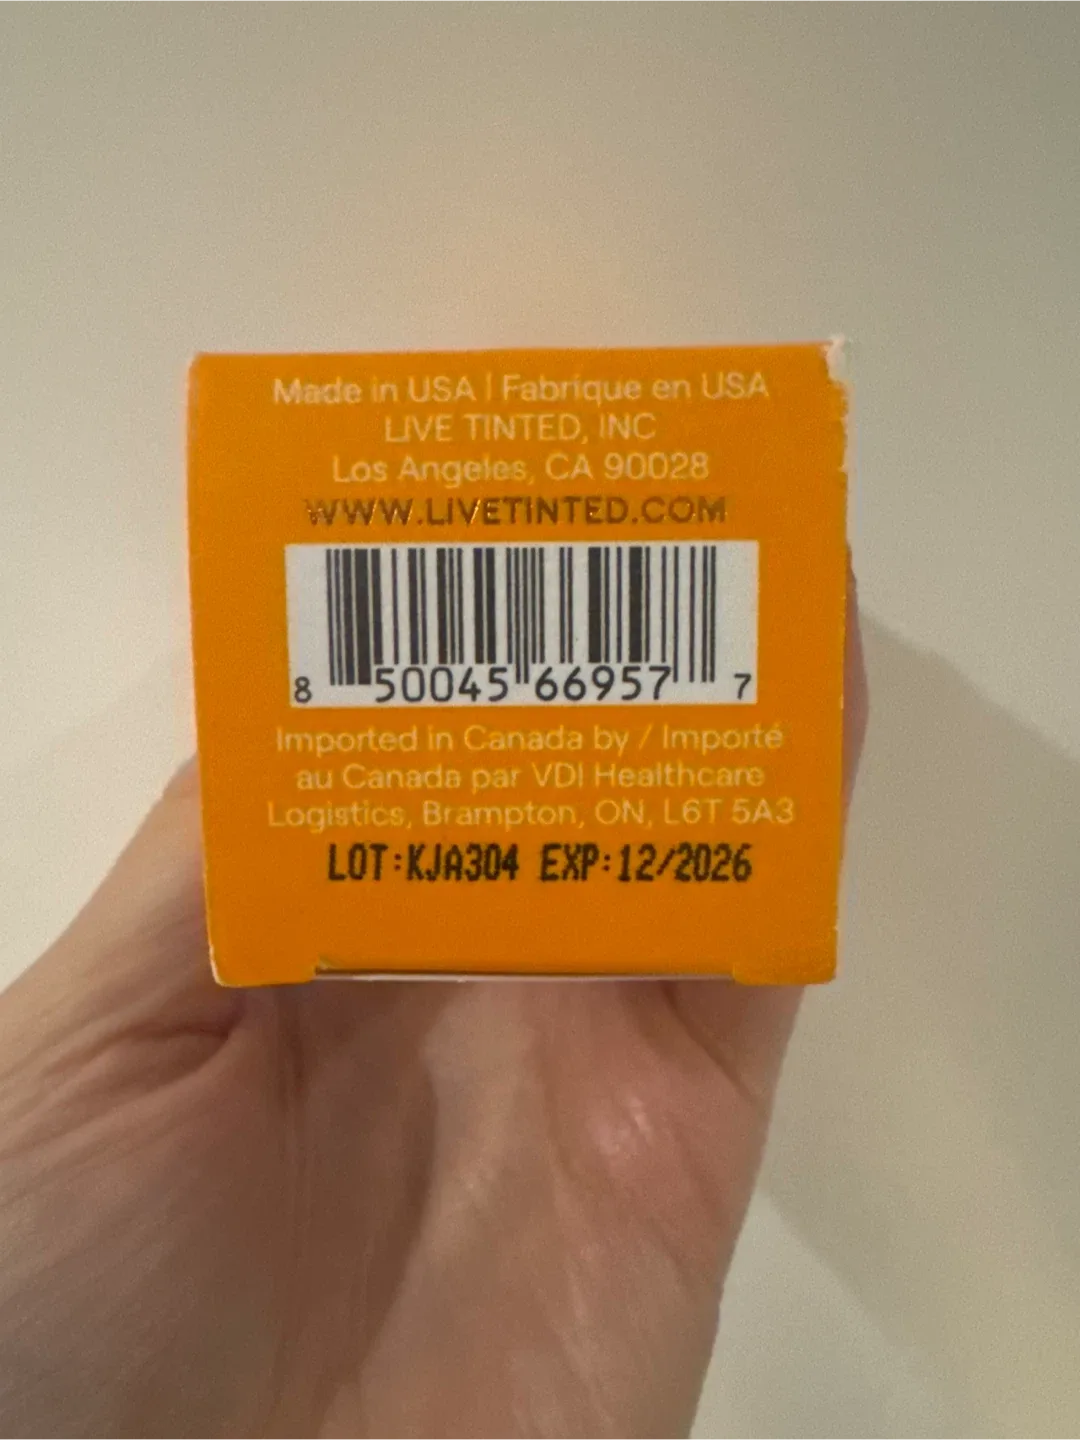 Made in USA | Fabriqué en USA
LIVE TINTED, INC
Los Angeles, CA 90028
WWW.LIVETINTED.COM
8 50045 66957 7
Imported in Canada by / Importé
au Canada par VDI Healthcare
Logistics, Brampton, ON, L6T 5A3
LOT:KJA304 EXP:12/2026